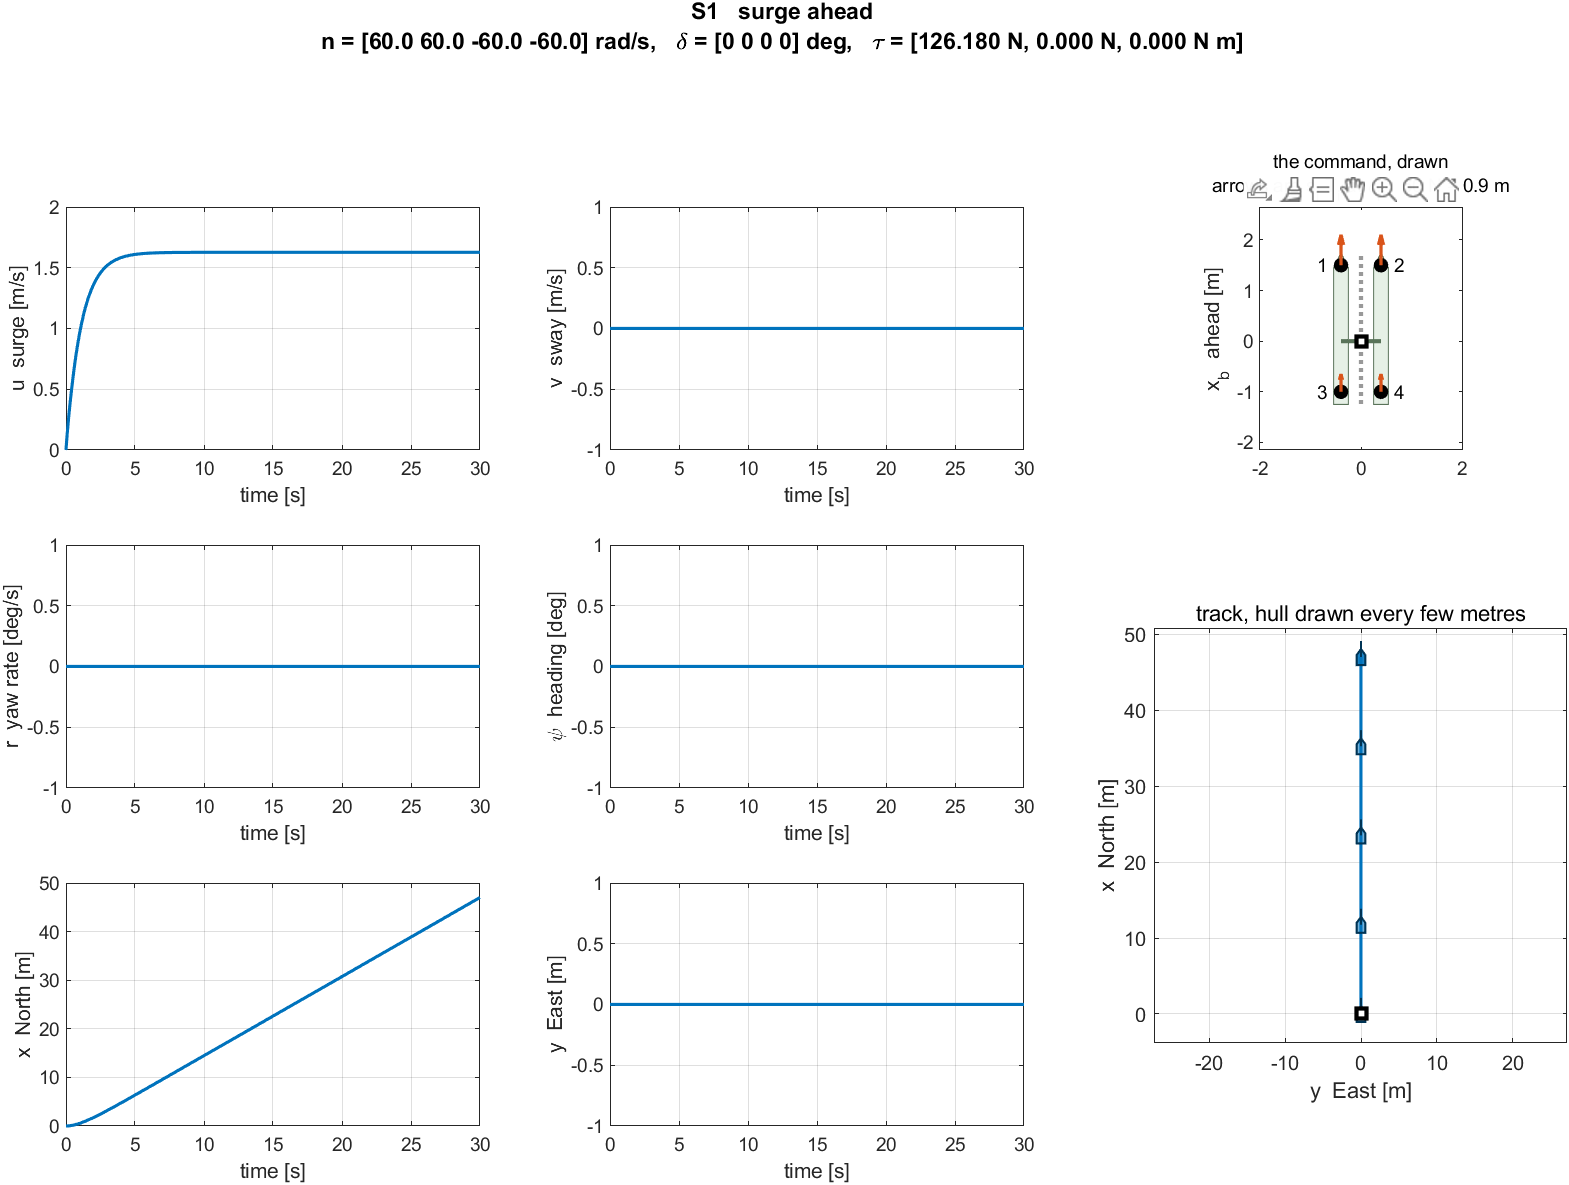 S1 surge ahead
n = [60.0 60.0 -60.0 -60.0] rad/s, δ = [0 0 0 0] deg, τ = [126.180 N, 0.000 N, 0.000 N m]
2
1.5
1
0.5
0
u surge [m/s]
0 5 10 15 20 25 30
time [s]
1
0.5
0
-0.5
-1
v sway [m/s]
0 5 10 15 20 25 30
time [s]
the command, drawn
0.9 m
2
1
0
-1
-2
x_b ahead [m]
1 2
3 4
-2 0 2
1
0.5
0
-0.5
-1
r yaw rate [deg/s]
0 5 10 15 20 25 30
time [s]
1
0.5
0
-0.5
-1
ψ heading [deg]
0 5 10 15 20 25 30
time [s]
track, hull drawn every few metres
50
40
30
20
10
0
x North [m]
-20 -10 0 10 20
y East [m]
50
40
30
20
10
0
x North [m]
0 5 10 15 20 25 30
time [s]
1
0.5
0
-0.5
-1
y East [m]
0 5 10 15 20 25 30
time [s]